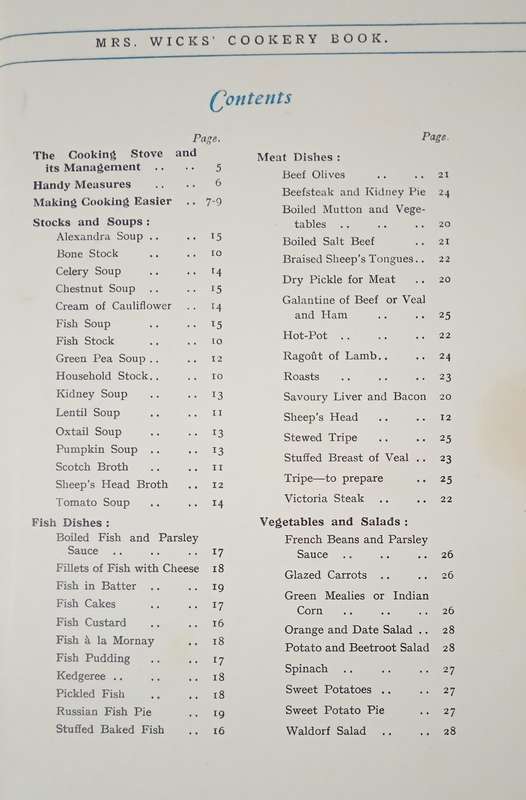 MRS. WICKS' COOKERY BOOK.
Contents
Page.
The Cooking Stove and
its Management .. .. 5
Handy Measures .. .. 6
Making Cooking Easier .. 7-9
Stocks and Soups :
Alexandra Soup .. .. 15
Bone Stock .. .. 10
Celery Soup .. .. 14
Chestnut Soup .. .. 15
Cream of Cauliflower .. 14
Fish Soup .. .. 15
Fish Stock .. .. 10
Green Pea Soup .. .. 12
Household Stock .. .. 10
Kidney Soup .. .. 13
Lentil Soup .. .. 11
Oxtail Soup .. .. 13
Pumpkin Soup .. .. 13
Scotch Broth .. .. 11
Sheep's Head Broth .. 12
Tomato Soup .. .. 14
Fish Dishes :
Boiled Fish and Parsley
Sauce .. .. .. 17
Fillets of Fish with Cheese 18
Fish in Batter .. .. 19
Fish Cakes .. .. 17
Fish Custard .. .. 16
Fish à la Mornay .. 18
Fish Pudding .. .. 17
Kedgeree .. .. .. 18
Pickled Fish .. .. 18
Russian Fish Pie .. 19
Stuffed Baked Fish .. 16
Page.
Meat Dishes :
Beef Olives .. .. 21
Beefsteak and Kidney Pie 24
Boiled Mutton and Vege-
tables .. .. .. 20
Boiled Salt Beef .. 21
Braised Sheep's Tongues .. 22
Dry Pickle for Meat .. 20
Galantine of Beef or Veal
and Ham .. .. 25
Hot-Pot .. .. .. 22
Ragoût of Lamb .. .. 24
Roasts .. .. .. 23
Savoury Liver and Bacon 20
Sheep's Head .. .. 12
Stewed Tripe .. .. 25
Stuffed Breast of Veal .. 23
Tripe—to prepare .. 25
Victoria Steak .. .. 22
Vegetables and Salads :
French Beans and Parsley
Sauce .. .. .. 26
Glazed Carrots .. .. 26
Green Mealies or Indian
Corn .. .. .. 26
Orange and Date Salad .. 28
Potato and Beetroot Salad 28
Spinach .. .. .. 27
Sweet Potatoes .. .. 27
Sweet Potato Pie .. 27
Waldorf Salad .. .. 28